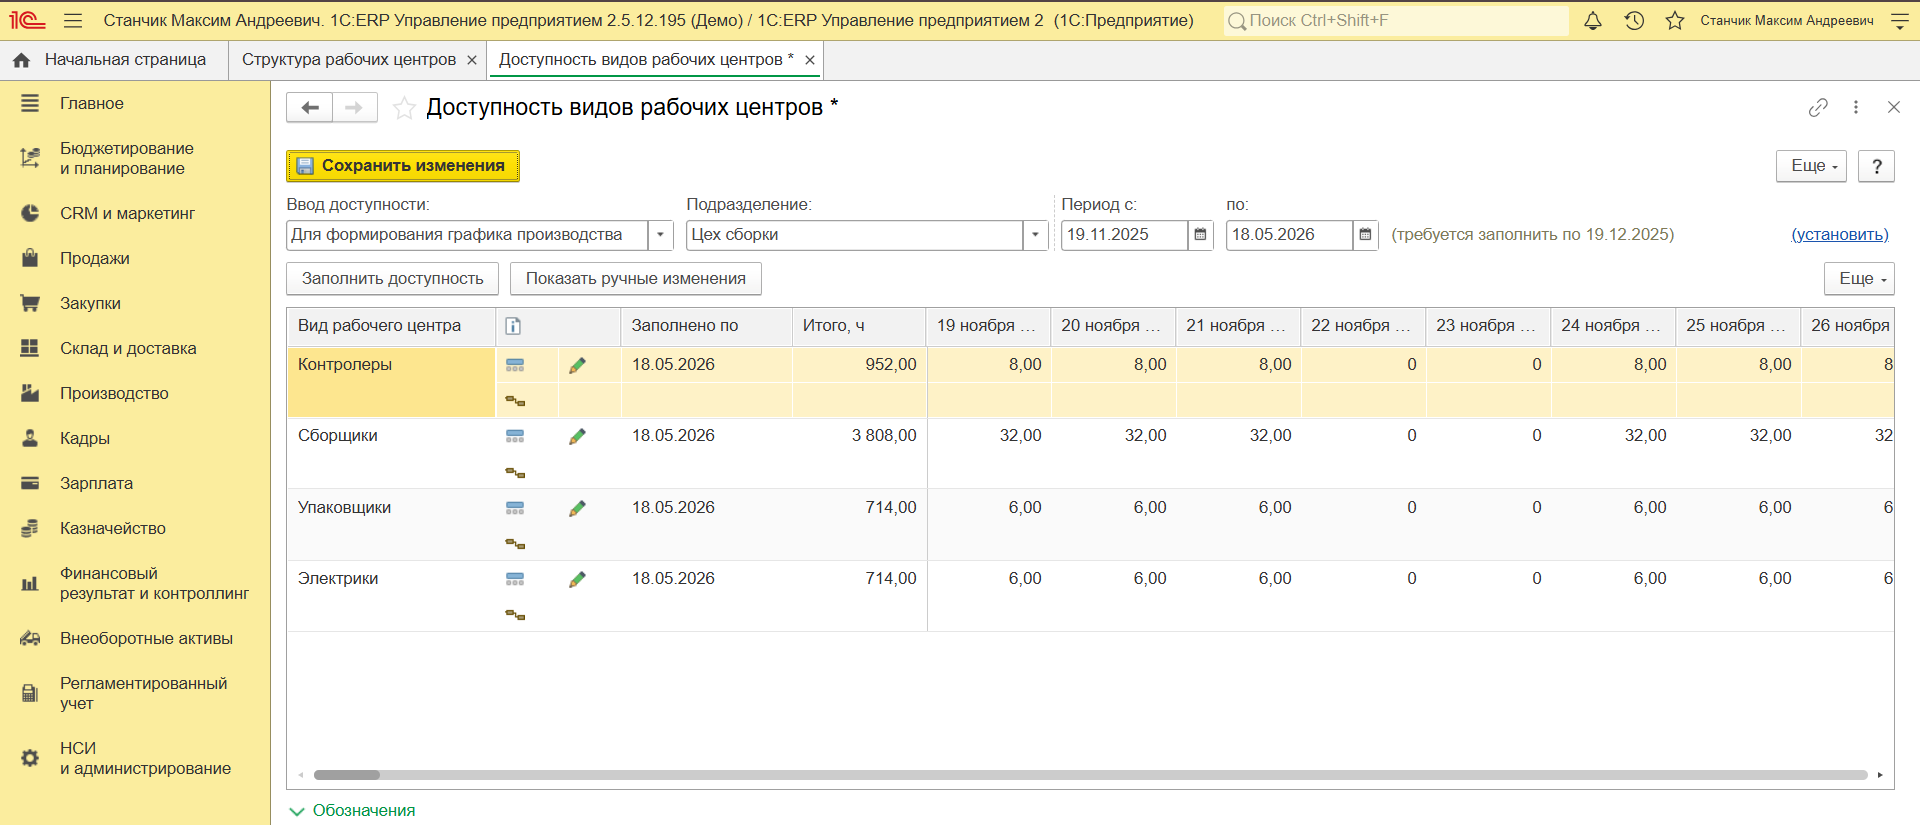 1С Станчик Максим Андреевич. 1С:ERP Управление предприятием 2.5.12.195 (Демо) / 1С:ERP Управление предприятием 2 (1С:Предприятие) Поиск Ctrl+Shift+F Станчик Максим Андреевич
Начальная страница Структура рабочих центров × Доступность видов рабочих центров * ×
Главное
Бюджетирование
и планирование
CRM и маркетинг
Продажи
Закупки
Склад и доставка
Производство
Кадры
Зарплата
Казначейство
Финансовый
результат и контроллинг
Внеоборотные активы
Регламентированный
учет
НСИ
и администрирование
Доступность видов рабочих центров *
Сохранить изменения Еще ?
Ввод доступности: Подразделение: Период с: по:
Для формирования графика производства Цех сборки 19.11.2025 18.05.2026 (требуется заполнить по 19.12.2025) (установить)
Заполнить доступность Показать ручные изменения Еще
Вид рабочего центра Заполнено по Итого, ч 19 ноября ... 20 ноября ... 21 ноября ... 22 ноября ... 23 ноября ... 24 ноября ... 25 ноября ... 26 ноября
Контролеры 18.05.2026 952,00 8,00 8,00 8,00 0 0 8,00 8,00 8
Сборщики 18.05.2026 3 808,00 32,00 32,00 32,00 0 0 32,00 32,00 32
Упаковщики 18.05.2026 714,00 6,00 6,00 6,00 0 0 6,00 6,00 6
Электрики 18.05.2026 714,00 6,00 6,00 6,00 0 0 6,00 6,00 6
Обозначения